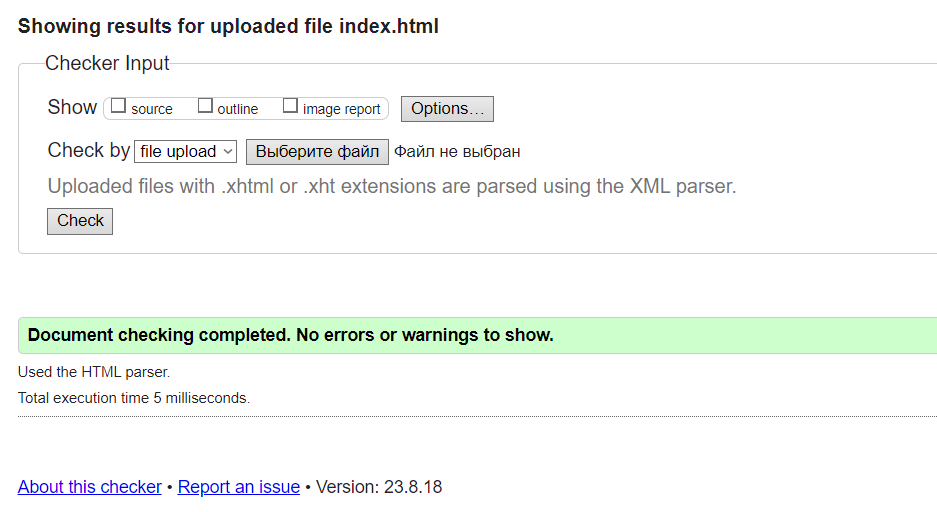 Showing results for uploaded file index.html
Checker Input
Show source outline image report Options...
Check by file upload Выберите файл Файл не выбран
Uploaded files with .xhtml or .xht extensions are parsed using the XML parser.
Check
Document checking completed. No errors or warnings to show.
Used the HTML parser.
Total execution time 5 milliseconds.
About this checker • Report an issue • Version: 23.8.18